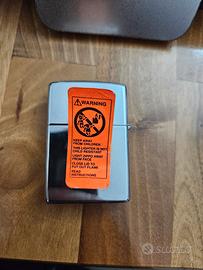 ⚠WARNING
KEEP AWAY
FROM CHILDREN
THIS LIGHTER IS NOT
CHILD RESISTANT
LIGHT ZIPPO AWAY
FROM FACE
CLOSE LID TO
PUT OUT FLAME
READ
INSTRUCTIONS
SUBITO